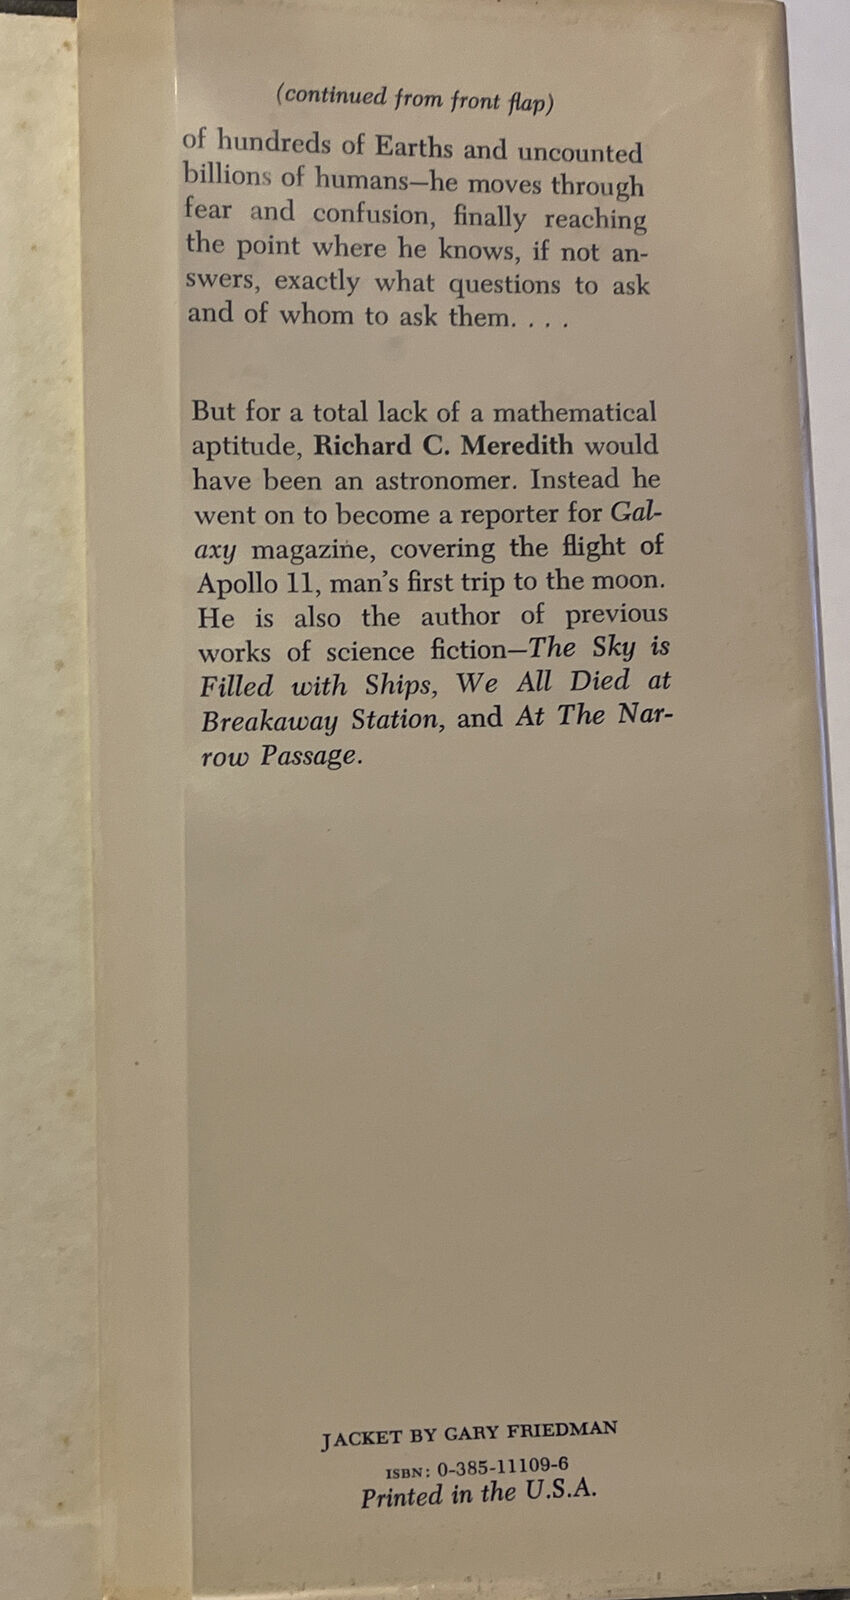 (continued from front flap)
of hundreds of Earths and uncounted
billions of humans—he moves through
fear and confusion, finally reaching
the point where he knows, if not an-
swers, exactly what questions to ask
and of whom to ask them. . . .
But for a total lack of a mathematical
aptitude, Richard C. Meredith would
have been an astronomer. Instead he
went on to become a reporter for Gal-
axy magazine, covering the flight of
Apollo 11, man's first trip to the moon.
He is also the author of previous
works of science fiction—The Sky is
Filled with Ships, We All Died at
Breakaway Station, and At The Nar-
row Passage.
JACKET BY GARY FRIEDMAN
ISBN: 0-385-11109-6
Printed in the U.S.A.